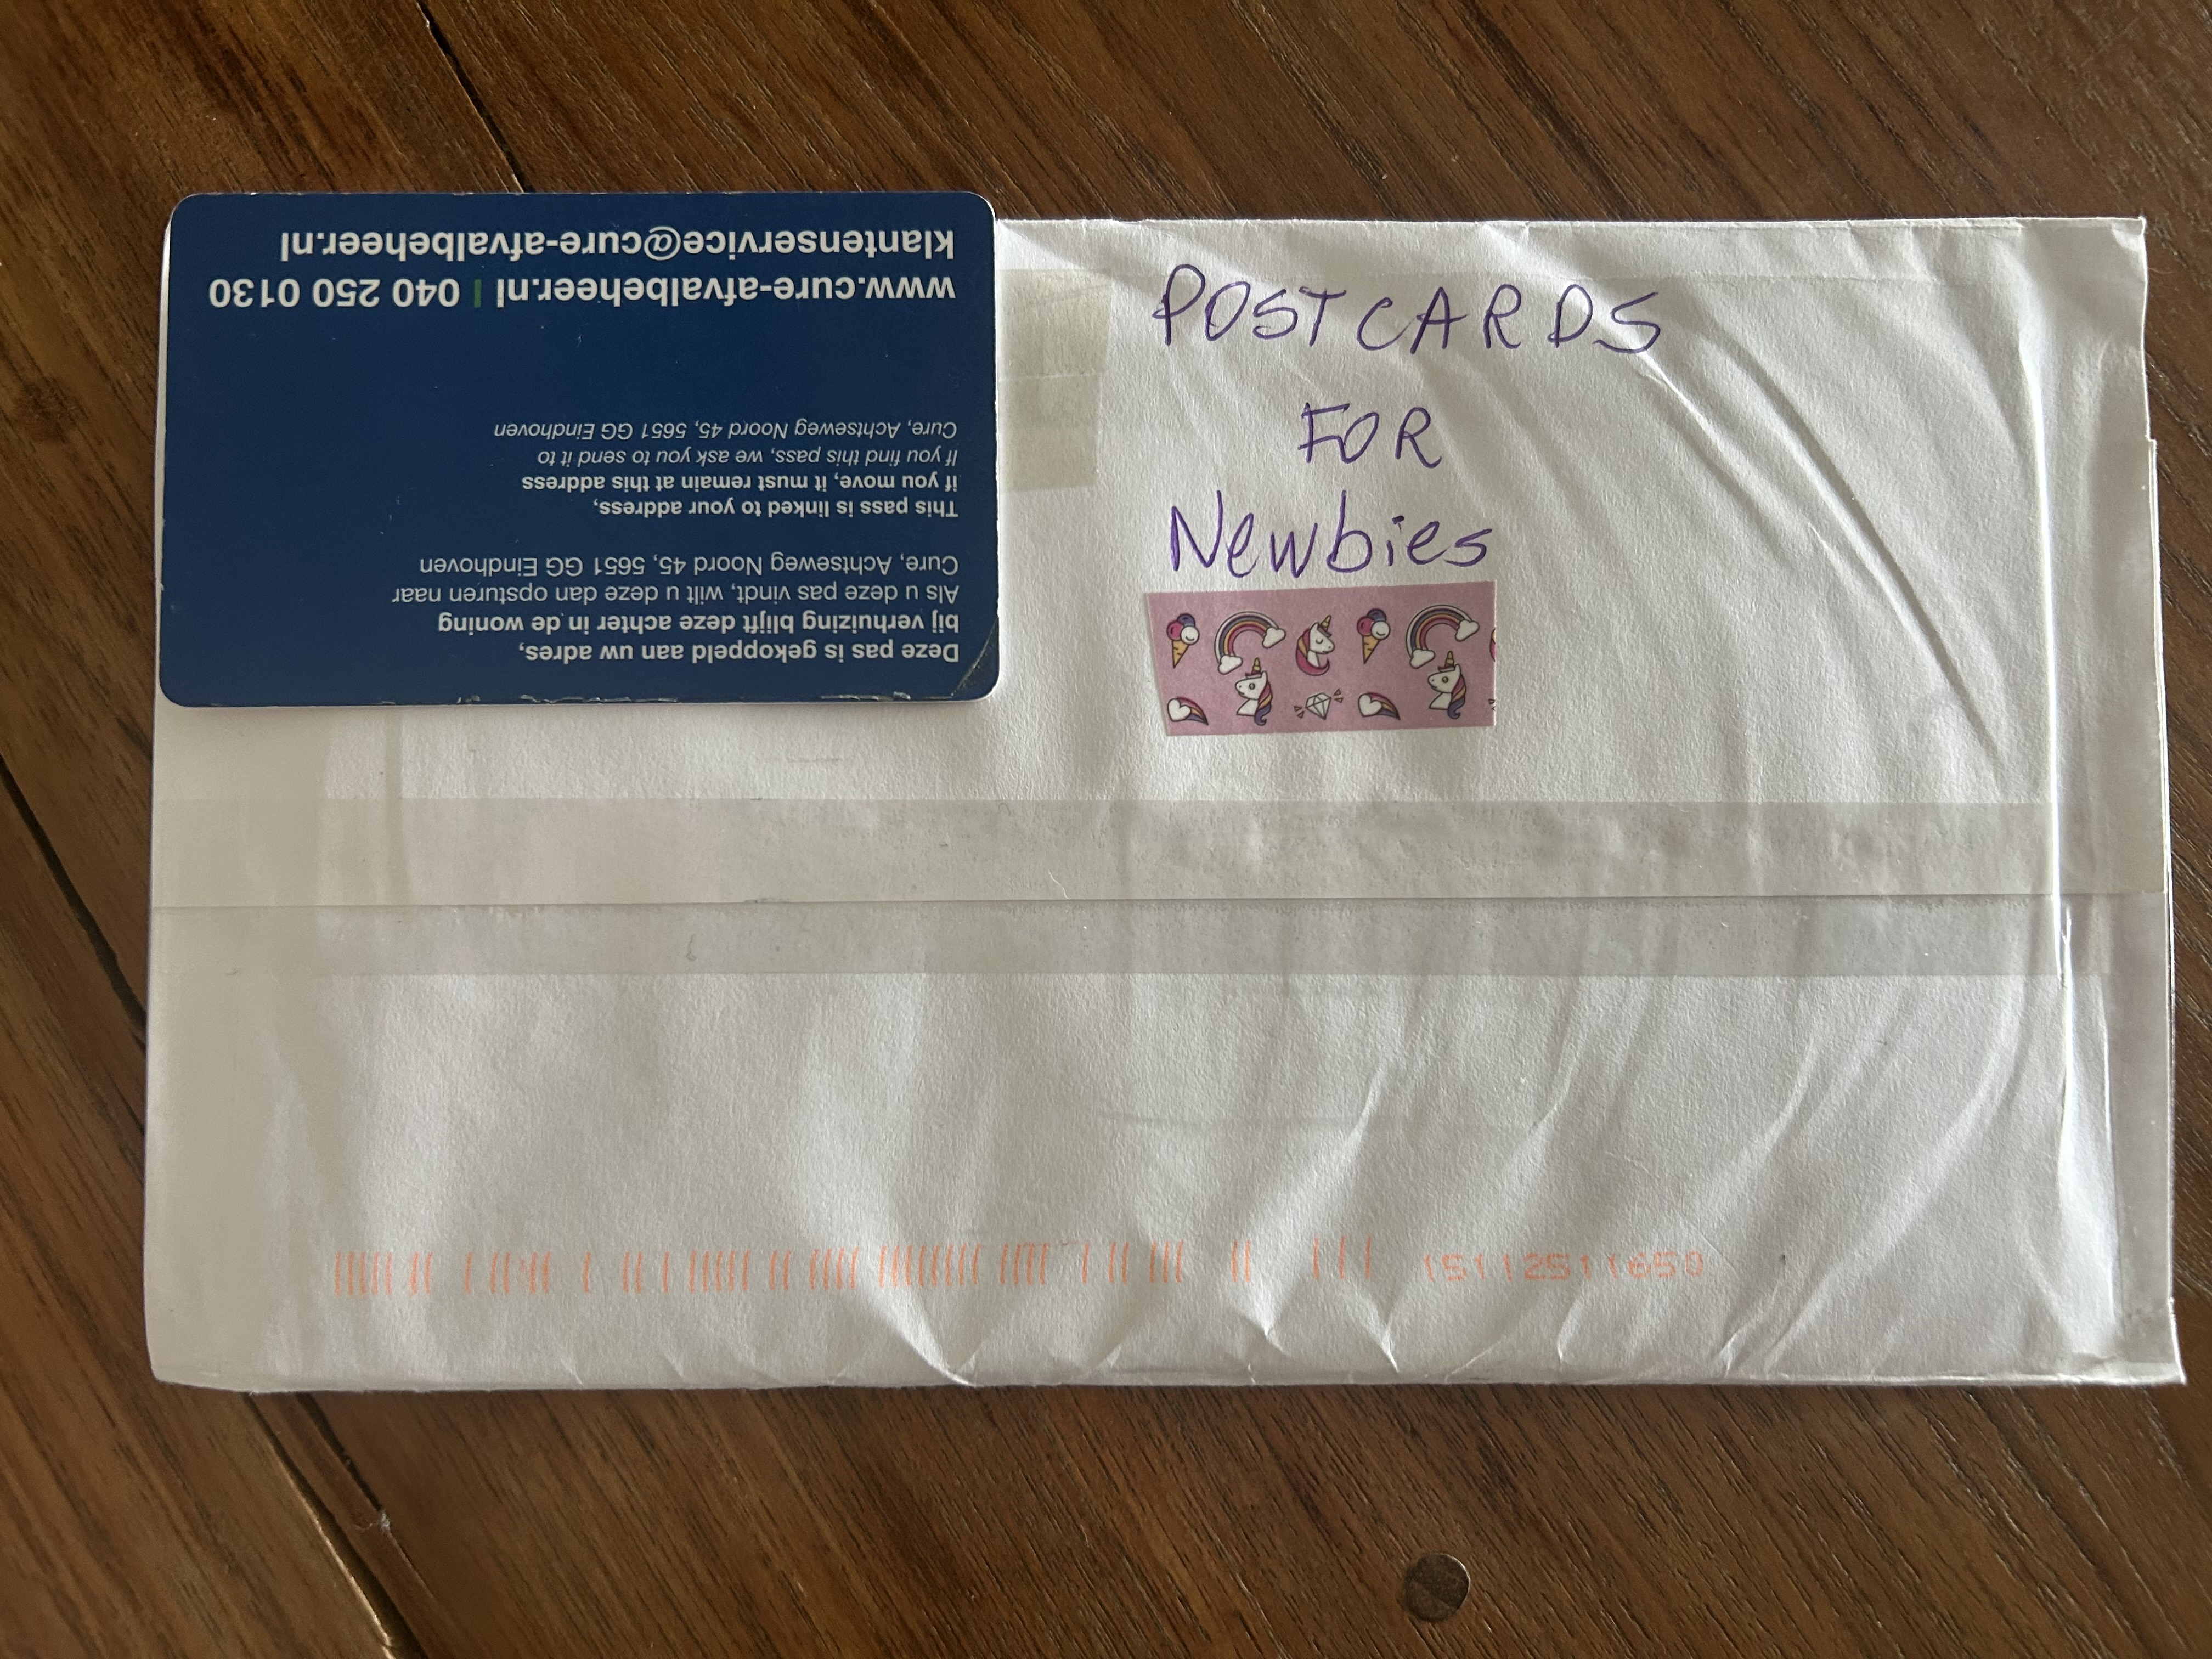 Deze pas is gekoppeld aan uw adres,
bij verhuizing blijft deze achter in de woning
Als u deze pas vindt, wilt u deze dan opsturen naar
Cure, Achtseweg Noord 45, 5651 GG Eindhoven
This pass is linked to your address,
if you move, it must remain at this address
If you find this pass, we ask you to send it to
Cure, Achtseweg Noord 45, 5651 GG Eindhoven
www.cure-afvalbeheer.nl | 040 250 0130
klantenservice@cure-afvalbeheer.nl
POSTCARDS
FOR
Newbies
15112511650